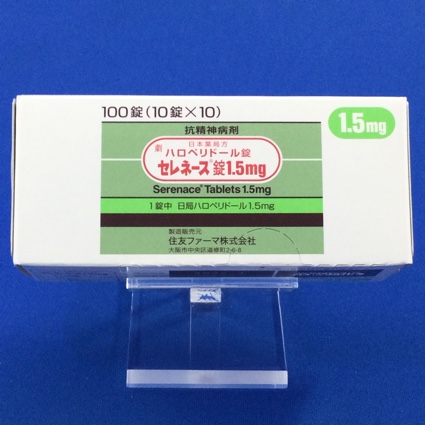 100錠(10錠×10)
1.5mg
抗精神病剤
日本薬局方
劇 ハロペリドール錠
セレネース®錠1.5mg
Serenace® Tablets 1.5mg
1錠中 日局ハロペリドール1.5mg
製造販売元
住友ファーマ株式会社
大阪市中央区道修町2-6-8